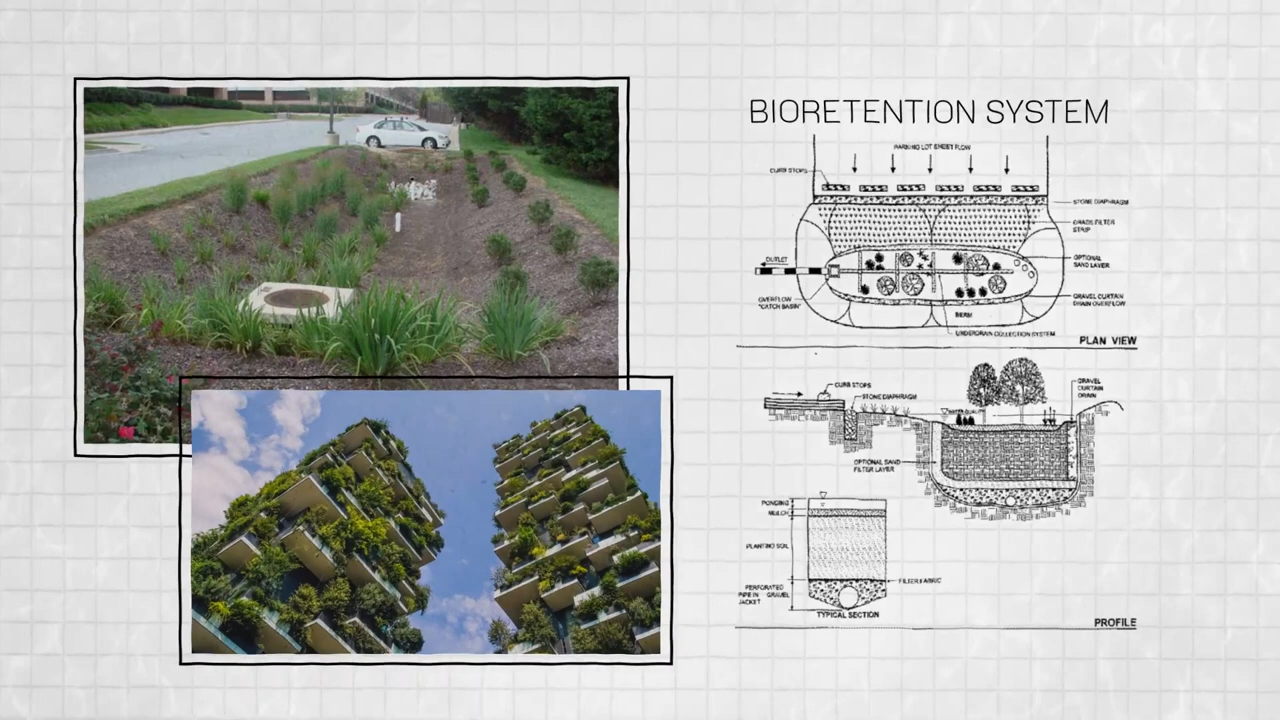 BIORETENTION SYSTEM
PARKING LOT SHEET FLOW
CURB STOPS
STONE DIAPHRAGM
GRASS FILTER
STRIP
OUTLET
OPTIONAL
SAND LAYER
OVERFLOW
"CATCH BASIN"
GRAVEL CURTAIN
DRAIN OVERFLOW
BERM
UNDERDRAIN COLLECTION SYSTEM
PLAN VIEW
CURB STOPS
STONE DIAPHRAGM
GRAVEL
CURTAIN
DRAIN
WATER QUALITY
OPTIONAL SAND
FILTER LAYER
PONDING
MULCH
PLANTING SOIL
FILTER FABRIC
PERFORATED
PIPE IN GRAVEL
JACKET
TYPICAL SECTION
PROFILE